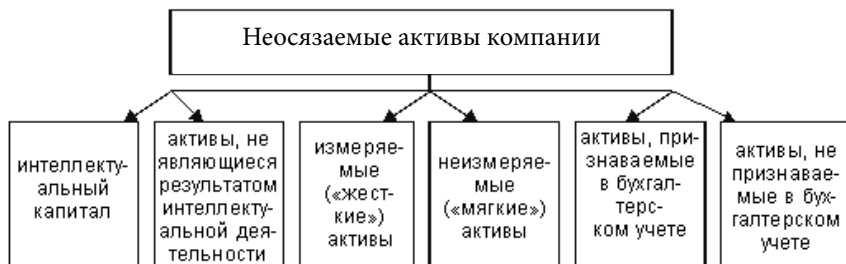 Неосязаемые активы компании
интеллекту-
альный
капитал
активы, не
являющиеся
результатом
интеллекту-
альной дея-
тельности
измеряе-
мые
(«жест-
кие»)
активы
неизмеряе-
мые
(«мягкие»)
активы
активы, при-
знаваемые
в бухгал-
терс-
ком учете
активы, не
признавае-
мые в бух-
галтерском
учете